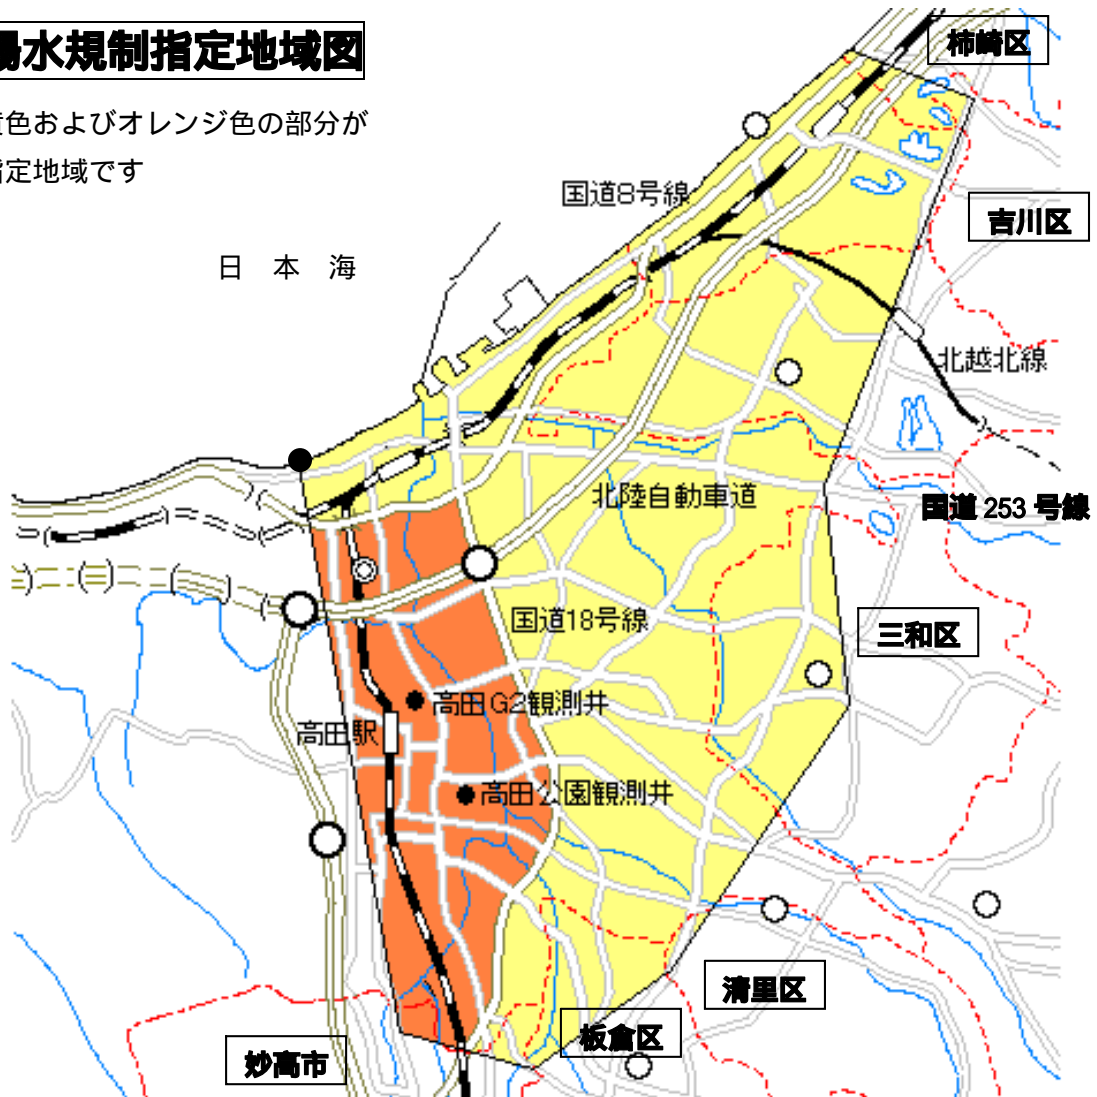 揚水規制指定地域図
柿崎区
黄色およびオレンジ色の部分が
指定地域です
国道8号線
吉川区
日 本 海
北越北線
北陸自動車道
国道 253 号線
国道18号線
三和区
高田G2観測井
高田駅
高田公園観測井
清里区
板倉区
妙高市